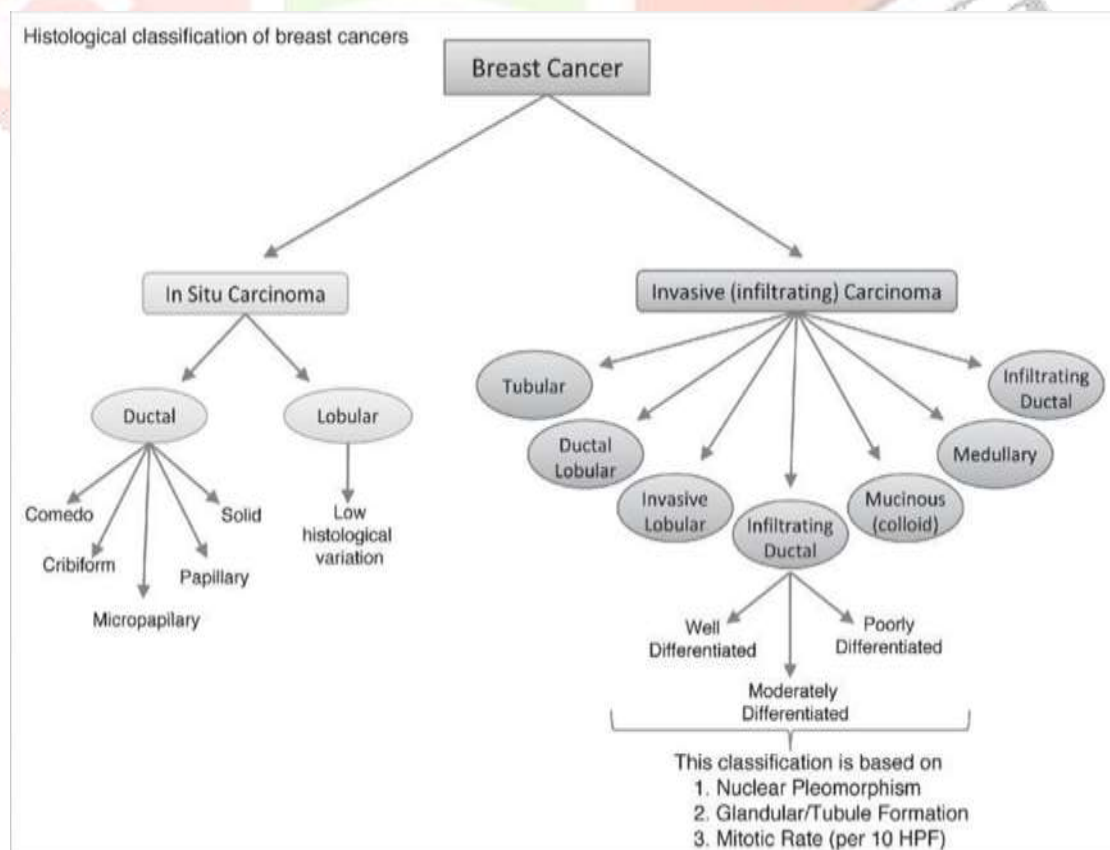 Histological classification of breast cancers
Breast Cancer
In Situ Carcinoma
Invasive (infiltrating) Carcinoma
Ductal
Lobular
Comedo
Cribiform
Micropapilary
Papillary
Solid
Low
histological
variation
Tubular
Ductal
Lobular
Invasive
Lobular
Infiltrating
Ductal
Mucinous
(colloid)
Medullary
Infiltrating
Ductal
Well
Differentiated
Moderately
Differentiated
Poorly
Differentiated
This classification is based on
1. Nuclear Pleomorphism
2. Glandular/Tubule Formation
3. Mitotic Rate (per 10 HPF)